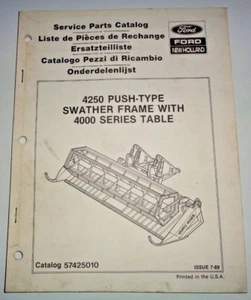 Service Parts Catalog
Liste de Pièces de Rechange
Ersatzteilliste
Catalogo Pezzi di Ricambio
Onderdelenlijst
Ford
FORD
NEW HOLLAND
4250 PUSH-TYPE
SWATHER FRAME WITH
4000 SERIES TABLE
Catalog 57425010
ISSUE 7-89
Printed in the U.S.A.